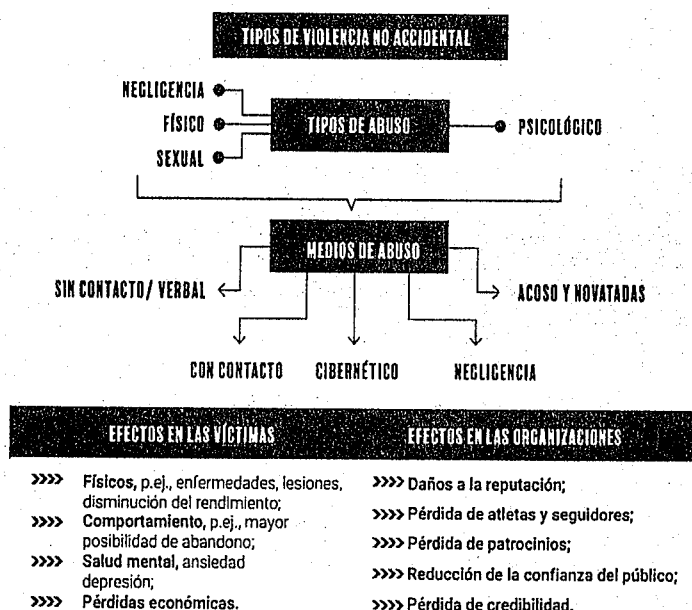 TIPOS DE VIOLENCIA NO ACCIDENTAL
NEGLIGENCIA
FÍSICO
SEXUAL
TIPOS DE ABUSO
PSICOLÓGICO
MEDIOS DE ABUSO
SIN CONTACTO/ VERBAL
ACOSO Y NOVATADAS
CON CONTACTO
CIBERNÉTICO
NEGLIGENCIA
EFECTOS EN LAS VÍCTIMAS
>>>> Físicos, p.ej., enfermedades, lesiones,
disminución del rendimiento;
>>>> Comportamiento, p.ej., mayor
posibilidad de abandono;
>>>> Salud mental, ansiedad
depresión;
>>>> Pérdidas económicas.
EFECTOS EN LAS ORGANIZACIONES
>>>> Daños a la reputación;
>>>> Pérdida de atletas y seguidores;
>>>> Pérdida de patrocinios;
>>>> Reducción de la confianza del público;
>>>> Pérdida de credibilidad.